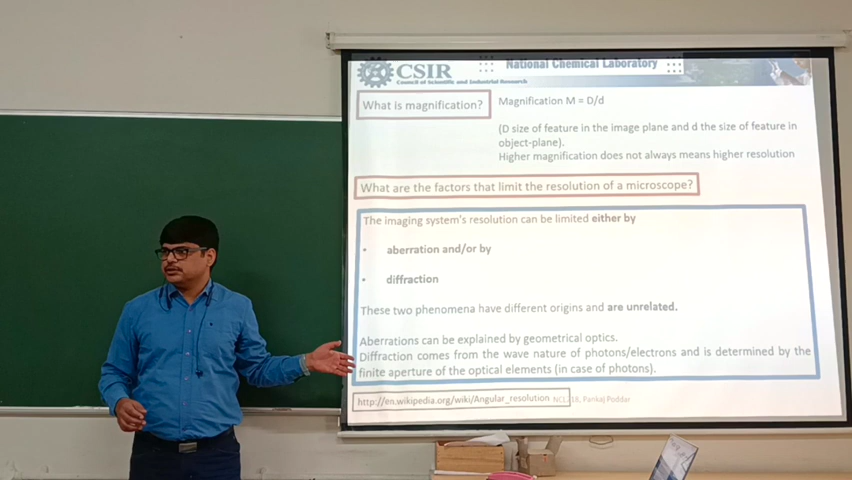 CSIR
Council of Scientific and Industrial Research
National Chemical Laboratory
What is magnification?
Magnification M = D/d
(D size of feature in the image plane and d the size of feature in
object-plane).
Higher magnification does not always means higher resolution
What are the factors that limit the resolution of a microscope?
The imaging system's resolution can be limited either by
• aberration and/or by
• diffraction
These two phenomena have different origins and are unrelated.
Aberrations can be explained by geometrical optics.
Diffraction comes from the wave nature of photons/electrons and is determined by the
finite aperture of the optical elements (in case of photons).
http://en.wikipedia.org/wiki/Angular_resolution NCL, 18, Pankaj Poddar